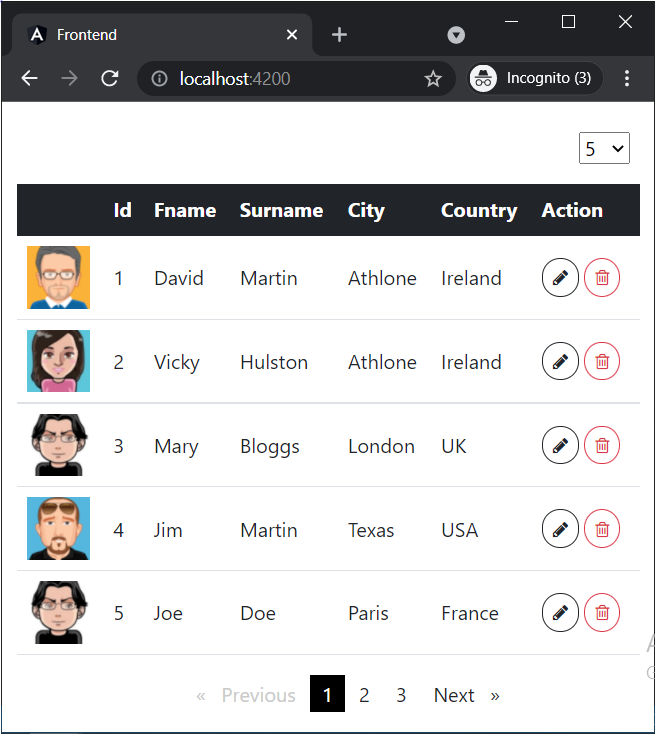 Frontend
localhost:4200
Incognito (3)
5
Id Fname Surname City Country Action
1 David Martin Athlone Ireland
2 Vicky Hulston Athlone Ireland
3 Mary Bloggs London UK
4 Jim Martin Texas USA
5 Joe Doe Paris France
« Previous 1 2 3 Next »